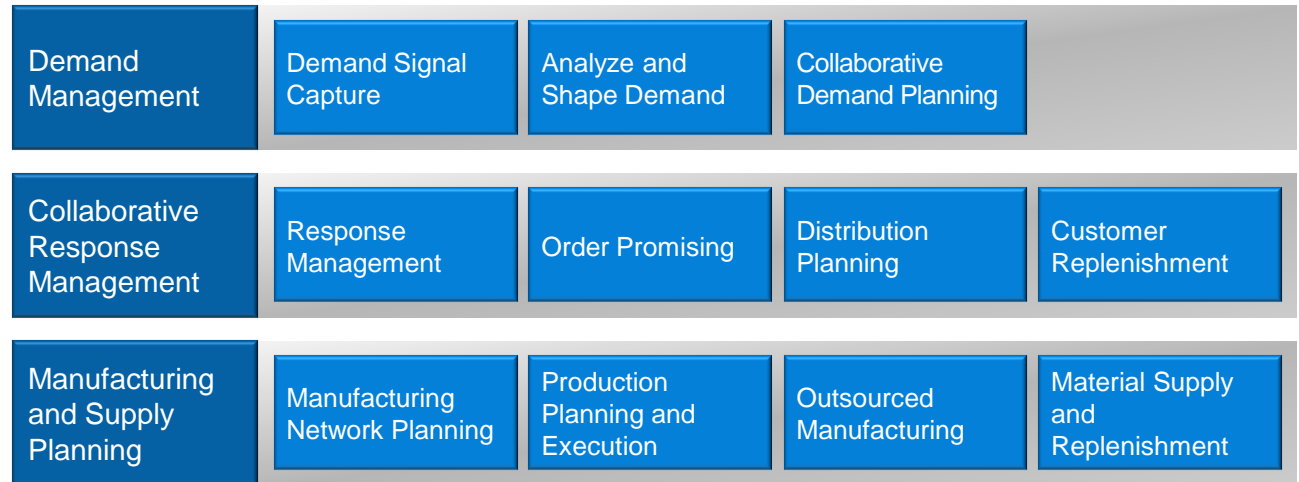 Demand
Management
Demand Signal
Capture
Analyze and
Shape Demand
Collaborative
Demand Planning
Collaborative
Response
Management
Response
Management
Order Promising
Distribution
Planning
Customer
Replenishment
Manufacturing
and Supply
Planning
Manufacturing
Network Planning
Production
Planning and
Execution
Outsourced
Manufacturing
Material Supply
and
Replenishment